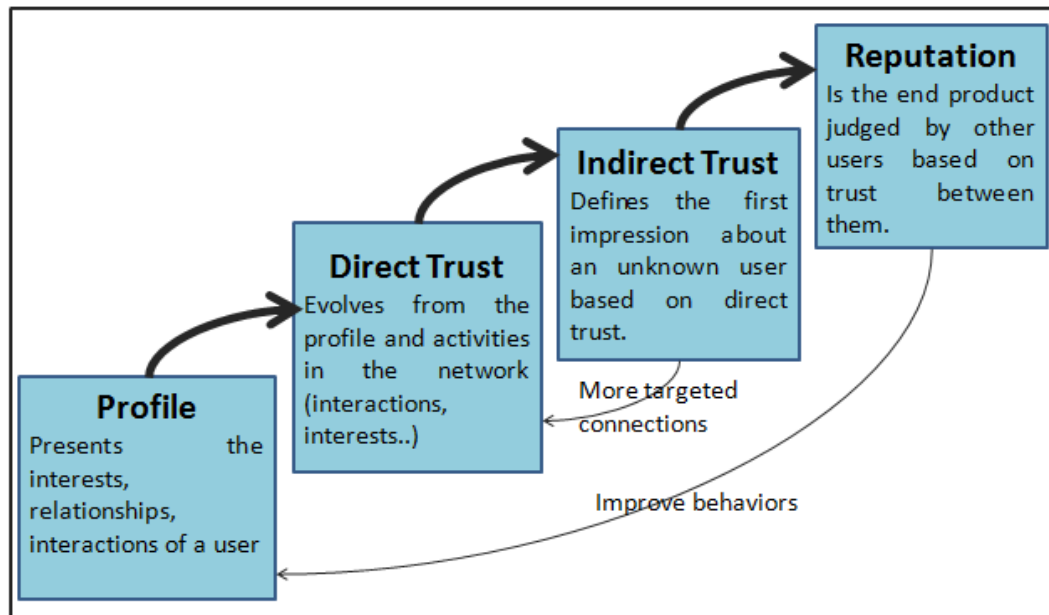 Reputation
Is the end product
judged by other
users based on
trust between
them.
Indirect Trust
Defines the first
impression about
an unknown user
based on direct
trust.
Direct Trust
Evolves from the
profile and activities
in the network
(interactions,
interests..)
Profile
Presents the
interests,
relationships,
interactions of a user
More targeted
connections
Improve behaviors